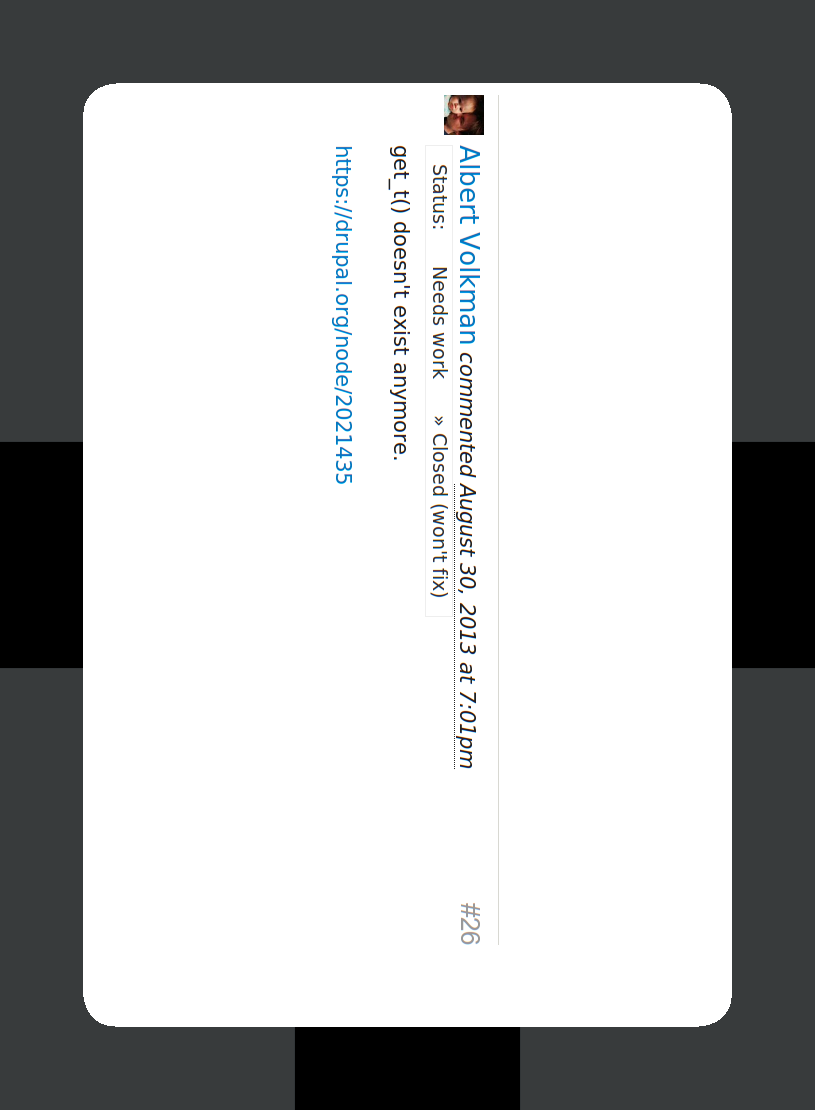 Albert Volkman commented August 30, 2013 at 7:01pm #26
Status: Needs work » Closed (won't fix)
get_t() doesn't exist anymore.
https://drupal.org/node/2021435